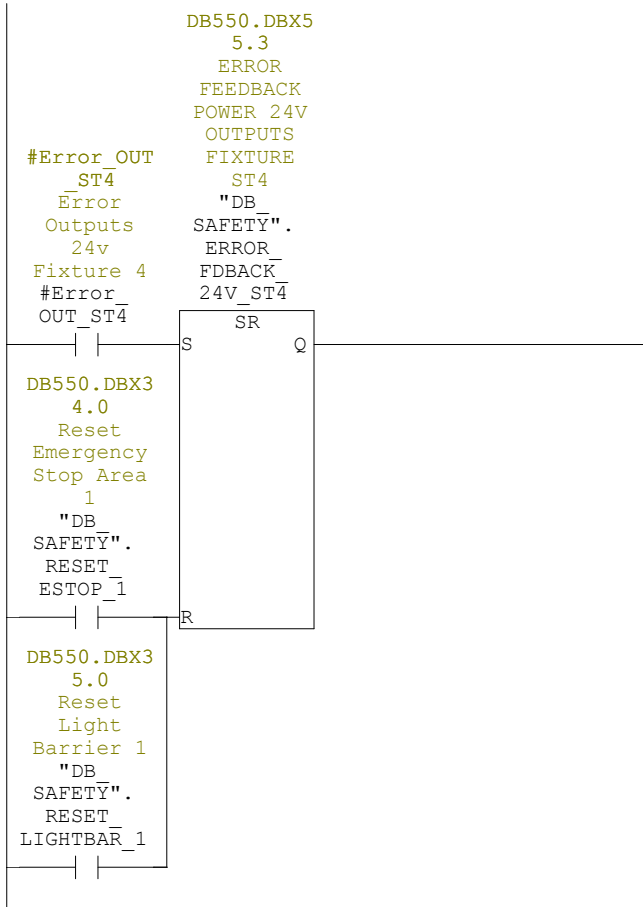 DB550.DBX5
5.3
ERROR
FEEDBACK
POWER 24V
OUTPUTS
FIXTURE
ST4
"DB_
SAFETY".
ERROR_
FDBACK_
24V_ST4
#Error_OUT
_ST4
Error
Outputs
24v
Fixture 4
#Error_
OUT_ST4
SR
S
Q
DB550.DBX3
4.0
Reset
Emergency
Stop Area
1
"DB_
SAFETY".
RESET_
ESTOP_1
R
DB550.DBX3
5.0
Reset
Light
Barrier 1
"DB_
SAFETY".
RESET_
LIGHTBAR_1